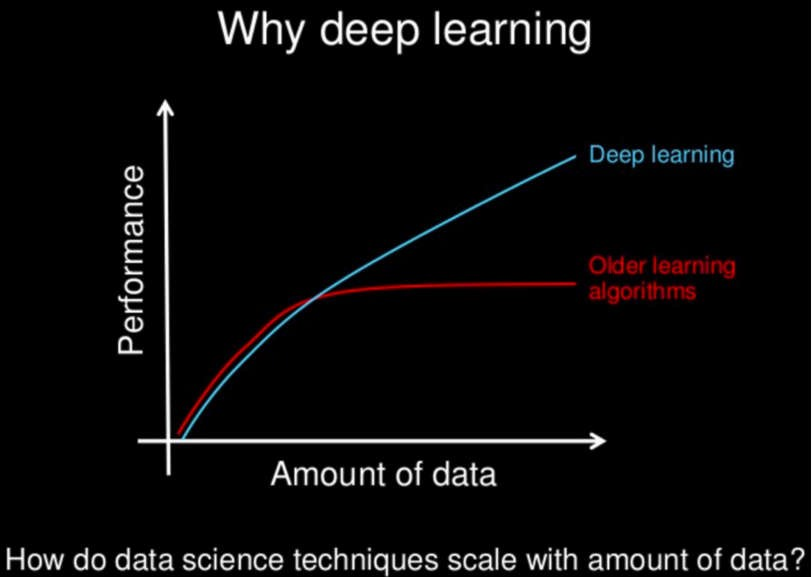 Why deep learning
Performance
Deep learning
Older learning
algorithms
Amount of data
How do data science techniques scale with amount of data?